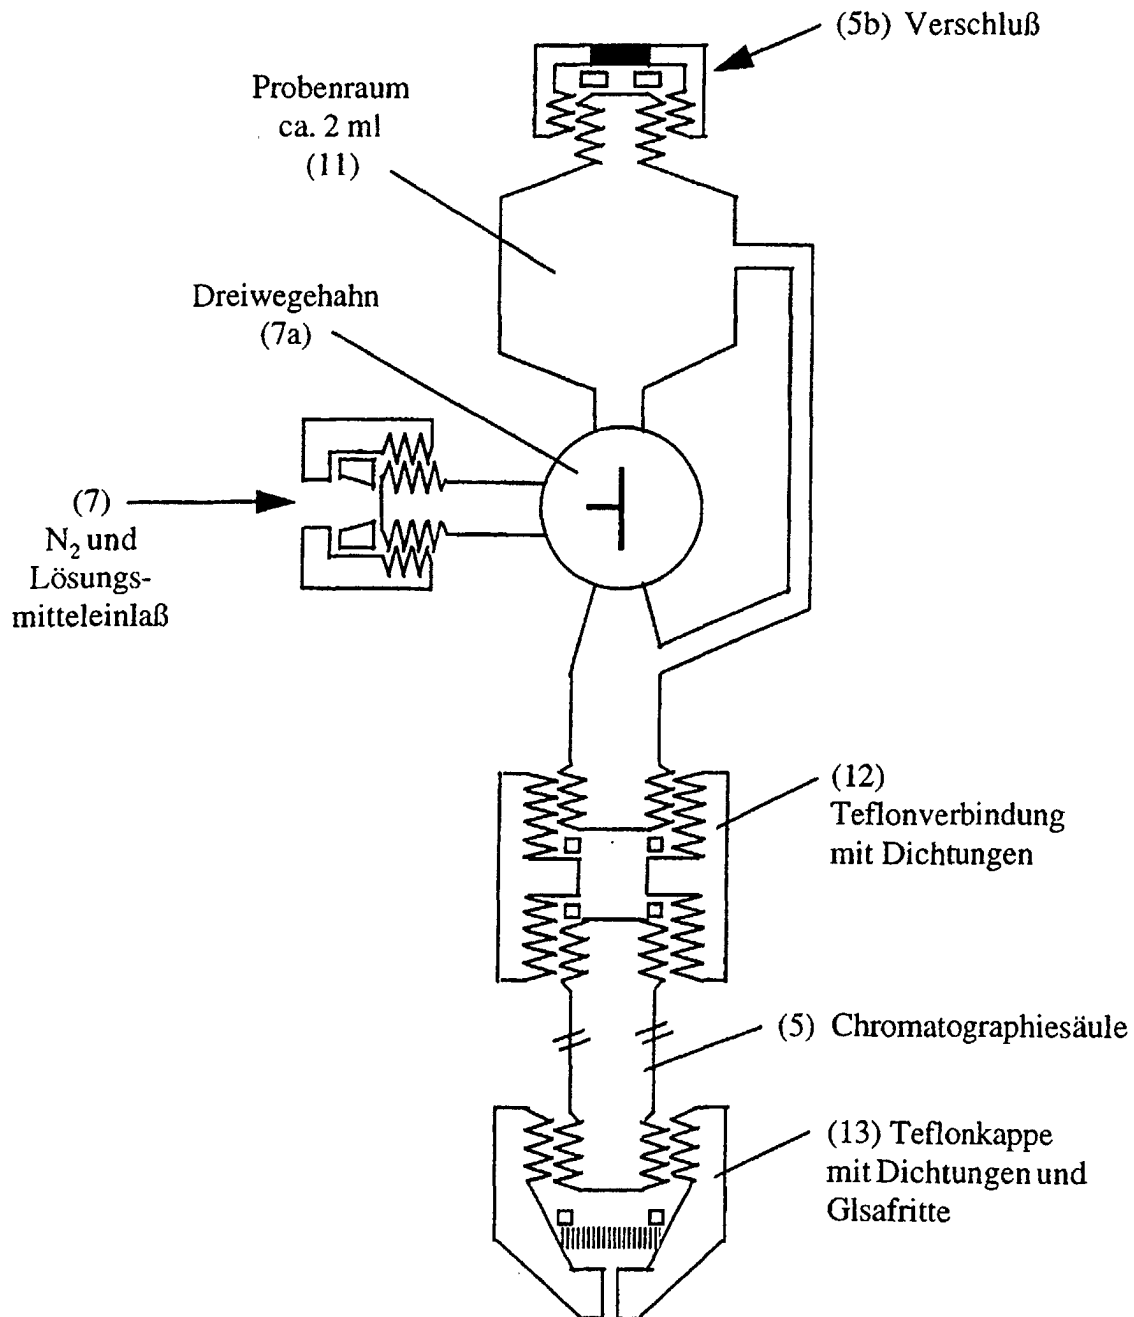 (5b) Verschluß
Probenraum
ca. 2 ml
(11)
Dreiwegehahn
(7a)
(7)
N₂ und
Lösungs-
mitteleinlaß
(12)
Teflonverbindung
mit Dichtungen
(5) Chromatographiesäule
(13) Teflonkappe
mit Dichtungen und
Glsafritte